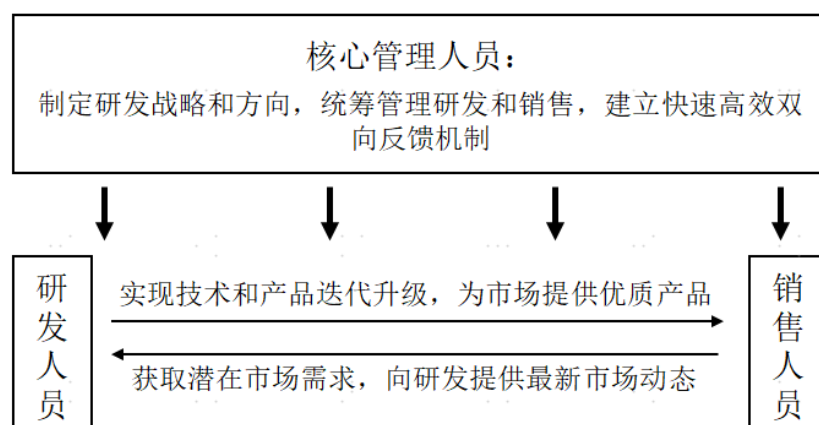 核心管理人员：
制定研发战略和方向，统筹管理研发和销售，建立快速高效双
向反馈机制
研发人员
实现技术和产品迭代升级，为市场提供优质产品
获取潜在市场需求，向研发提供最新市场动态
销售人员